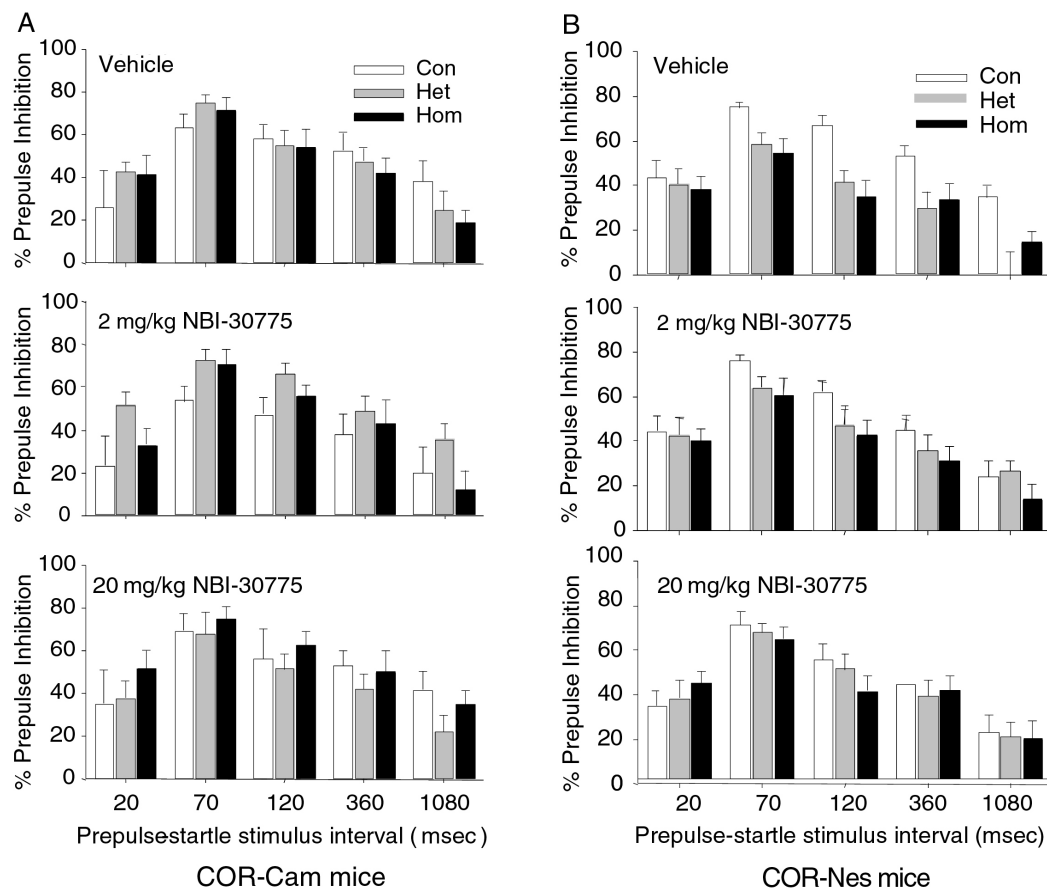 A
100
80
60
40
20
0
% Prepulse Inhibition
Vehicle
Con
Het
Hom
100
80
60
40
20
0
% Prepulse Inhibition
2 mg/kg NBI-30775
100
80
60
40
20
0
% Prepulse Inhibition
20 mg/kg NBI-30775
20 70 120 360 1080
Prepulsestartle stimulus interval (msec)
COR-Cam mice
B
100
80
60
40
20
0
% Prepulse Inhibition
Vehicle
Con
Het
Hom
100
80
60
40
20
0
% Prepulse Inhibition
2 mg/kg NBI-30775
100
80
60
40
20
0
% Prepulse Inhibition
20 mg/kg NBI-30775
20 70 120 360 1080
Prepulse-startle stimulus interval (msec)
COR-Nes mice